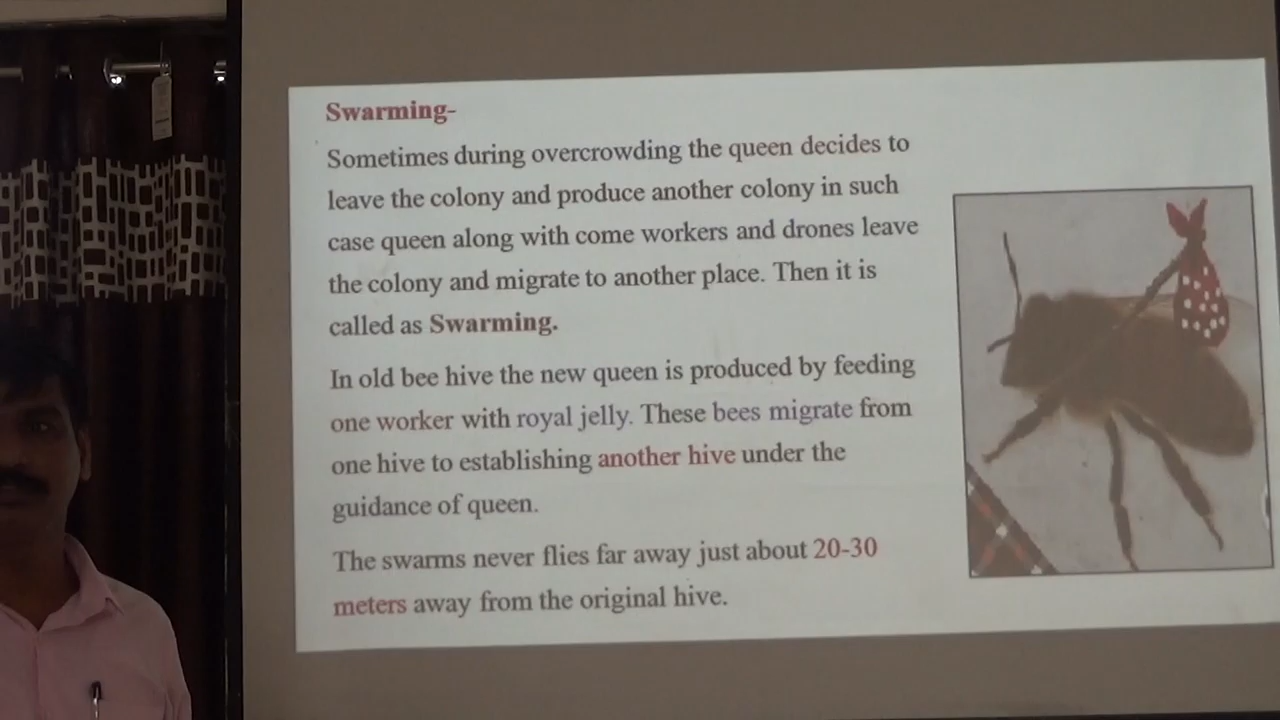 Swarming-
Sometimes during overcrowding the queen decides to
leave the colony and produce another colony in such
case queen along with come workers and drones leave
the colony and migrate to another place. Then it is
called as Swarming.
In old bee hive the new queen is produced by feeding
one worker with royal jelly. These bees migrate from
one hive to establishing another hive under the
guidance of queen.
The swarms never flies far away just about 20-30
meters away from the original hive.